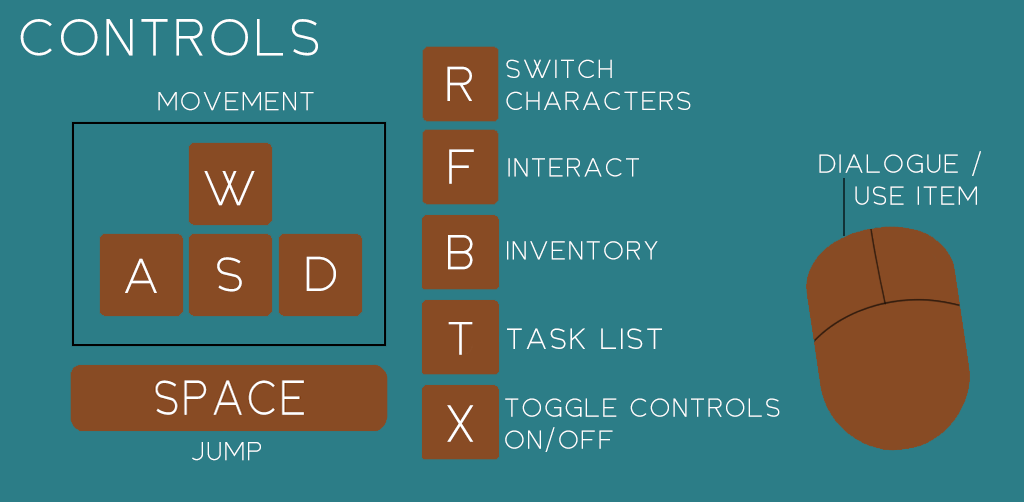 CONTROLS
MOVEMENT
W
A S D
SPACE
JUMP
R SWITCH
CHARACTERS
F INTERACT
B INVENTORY
T TASK LIST
X TOGGLE CONTROLS
ON/OFF
DIALOGUE /
USE ITEM